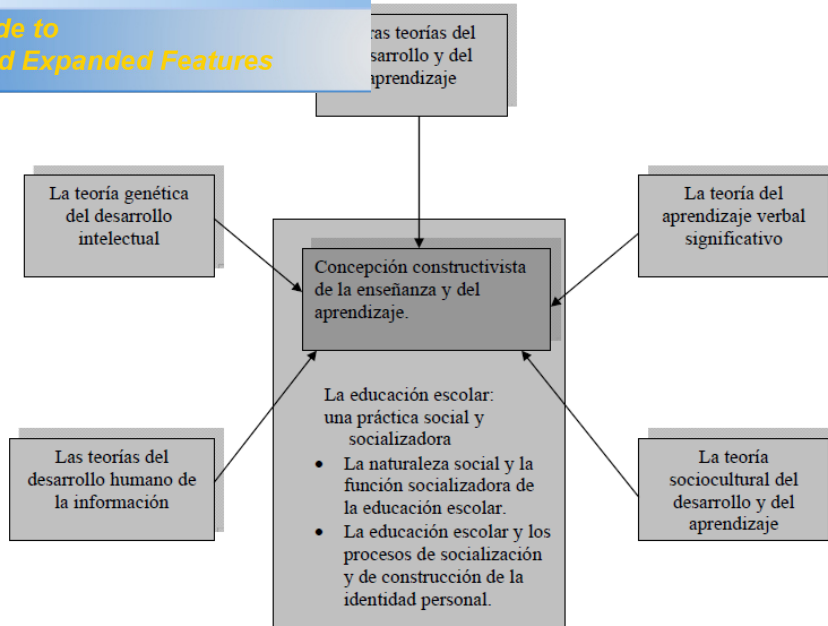 de to
d Expanded Features
ras teorías del
sarrollo y del
aprendizaje
La teoría genética
del desarrollo
intelectual
La teoría del
aprendizaje verbal
significativo
Concepción constructivista
de la enseñanza y del
aprendizaje.
La educación escolar:
una práctica social y
socializadora
• La naturaleza social y la
función socializadora de
la educación escolar.
• La educación escolar y los
procesos de socialización
y de construcción de la
identidad personal.
Las teorías del
desarrollo humano de
la información
La teoría
sociocultural del
desarrollo y del
aprendizaje